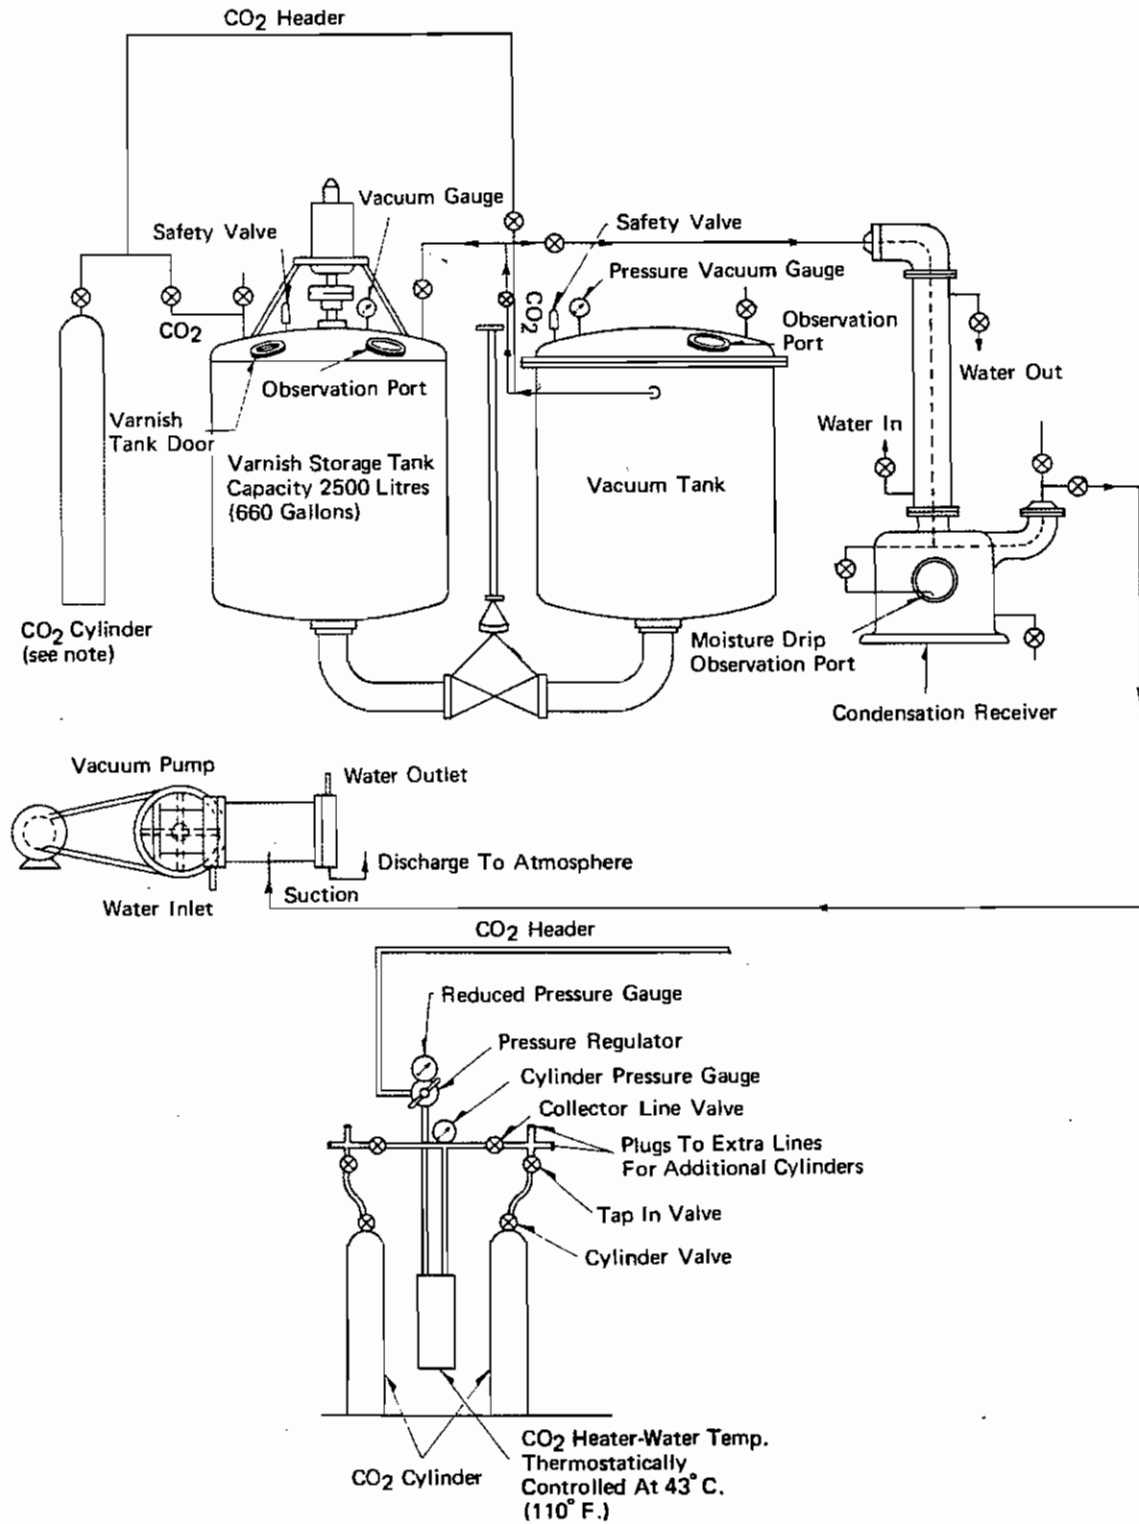 CO2 Header
Vacuum Gauge
Safety Valve
Safety Valve
Pressure Vacuum Gauge
CO2
CO2
Observation
Port
Water Out
Observation Port
Varnish
Tank Door
Water In
Varnish Storage Tank
Capacity 2500 Litres
(660 Gallons)
Vacuum Tank
CO2 Cylinder
(see note)
Moisture Drip
Observation Port
Condensation Receiver
Vacuum Pump
Water Outlet
Discharge To Atmosphere
Suction
Water Inlet
CO2 Header
Reduced Pressure Gauge
Pressure Regulator
Cylinder Pressure Gauge
Collector Line Valve
Plugs To Extra Lines
For Additional Cylinders
Tap In Valve
Cylinder Valve
CO2 Cylinder
CO2 Heater-Water Temp.
Thermostatically
Controlled At 43° C.
(110° F.)